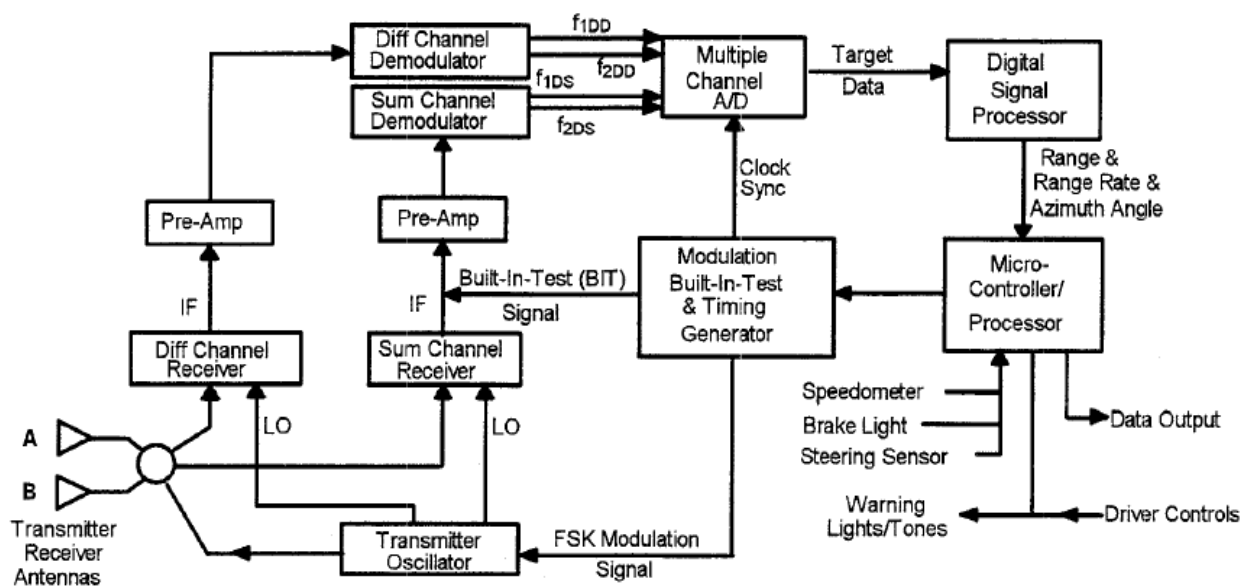 Diff Channel
Demodulator
f1DD
f2DD
f1DS
f2DS
Sum Channel
Demodulator
Multiple
Channel
A/D
Target
Data
Digital
Signal
Processor
Clock
Sync
Range &
Range Rate &
Azimuth Angle
Pre-Amp
Pre-Amp
IF
IF
Built-In-Test (BIT)
Signal
Modulation
Built-In-Test
& Timing
Generator
Micro-
Controller/
Processor
Diff Channel
Receiver
Sum Channel
Receiver
LO
LO
Speedometer
Brake Light
Steering Sensor
Data Output
A
B
Transmitter
Receiver
Antennas
Transmitter
Oscillator
FSK Modulation
Signal
Warning
Lights/Tones
Driver Controls